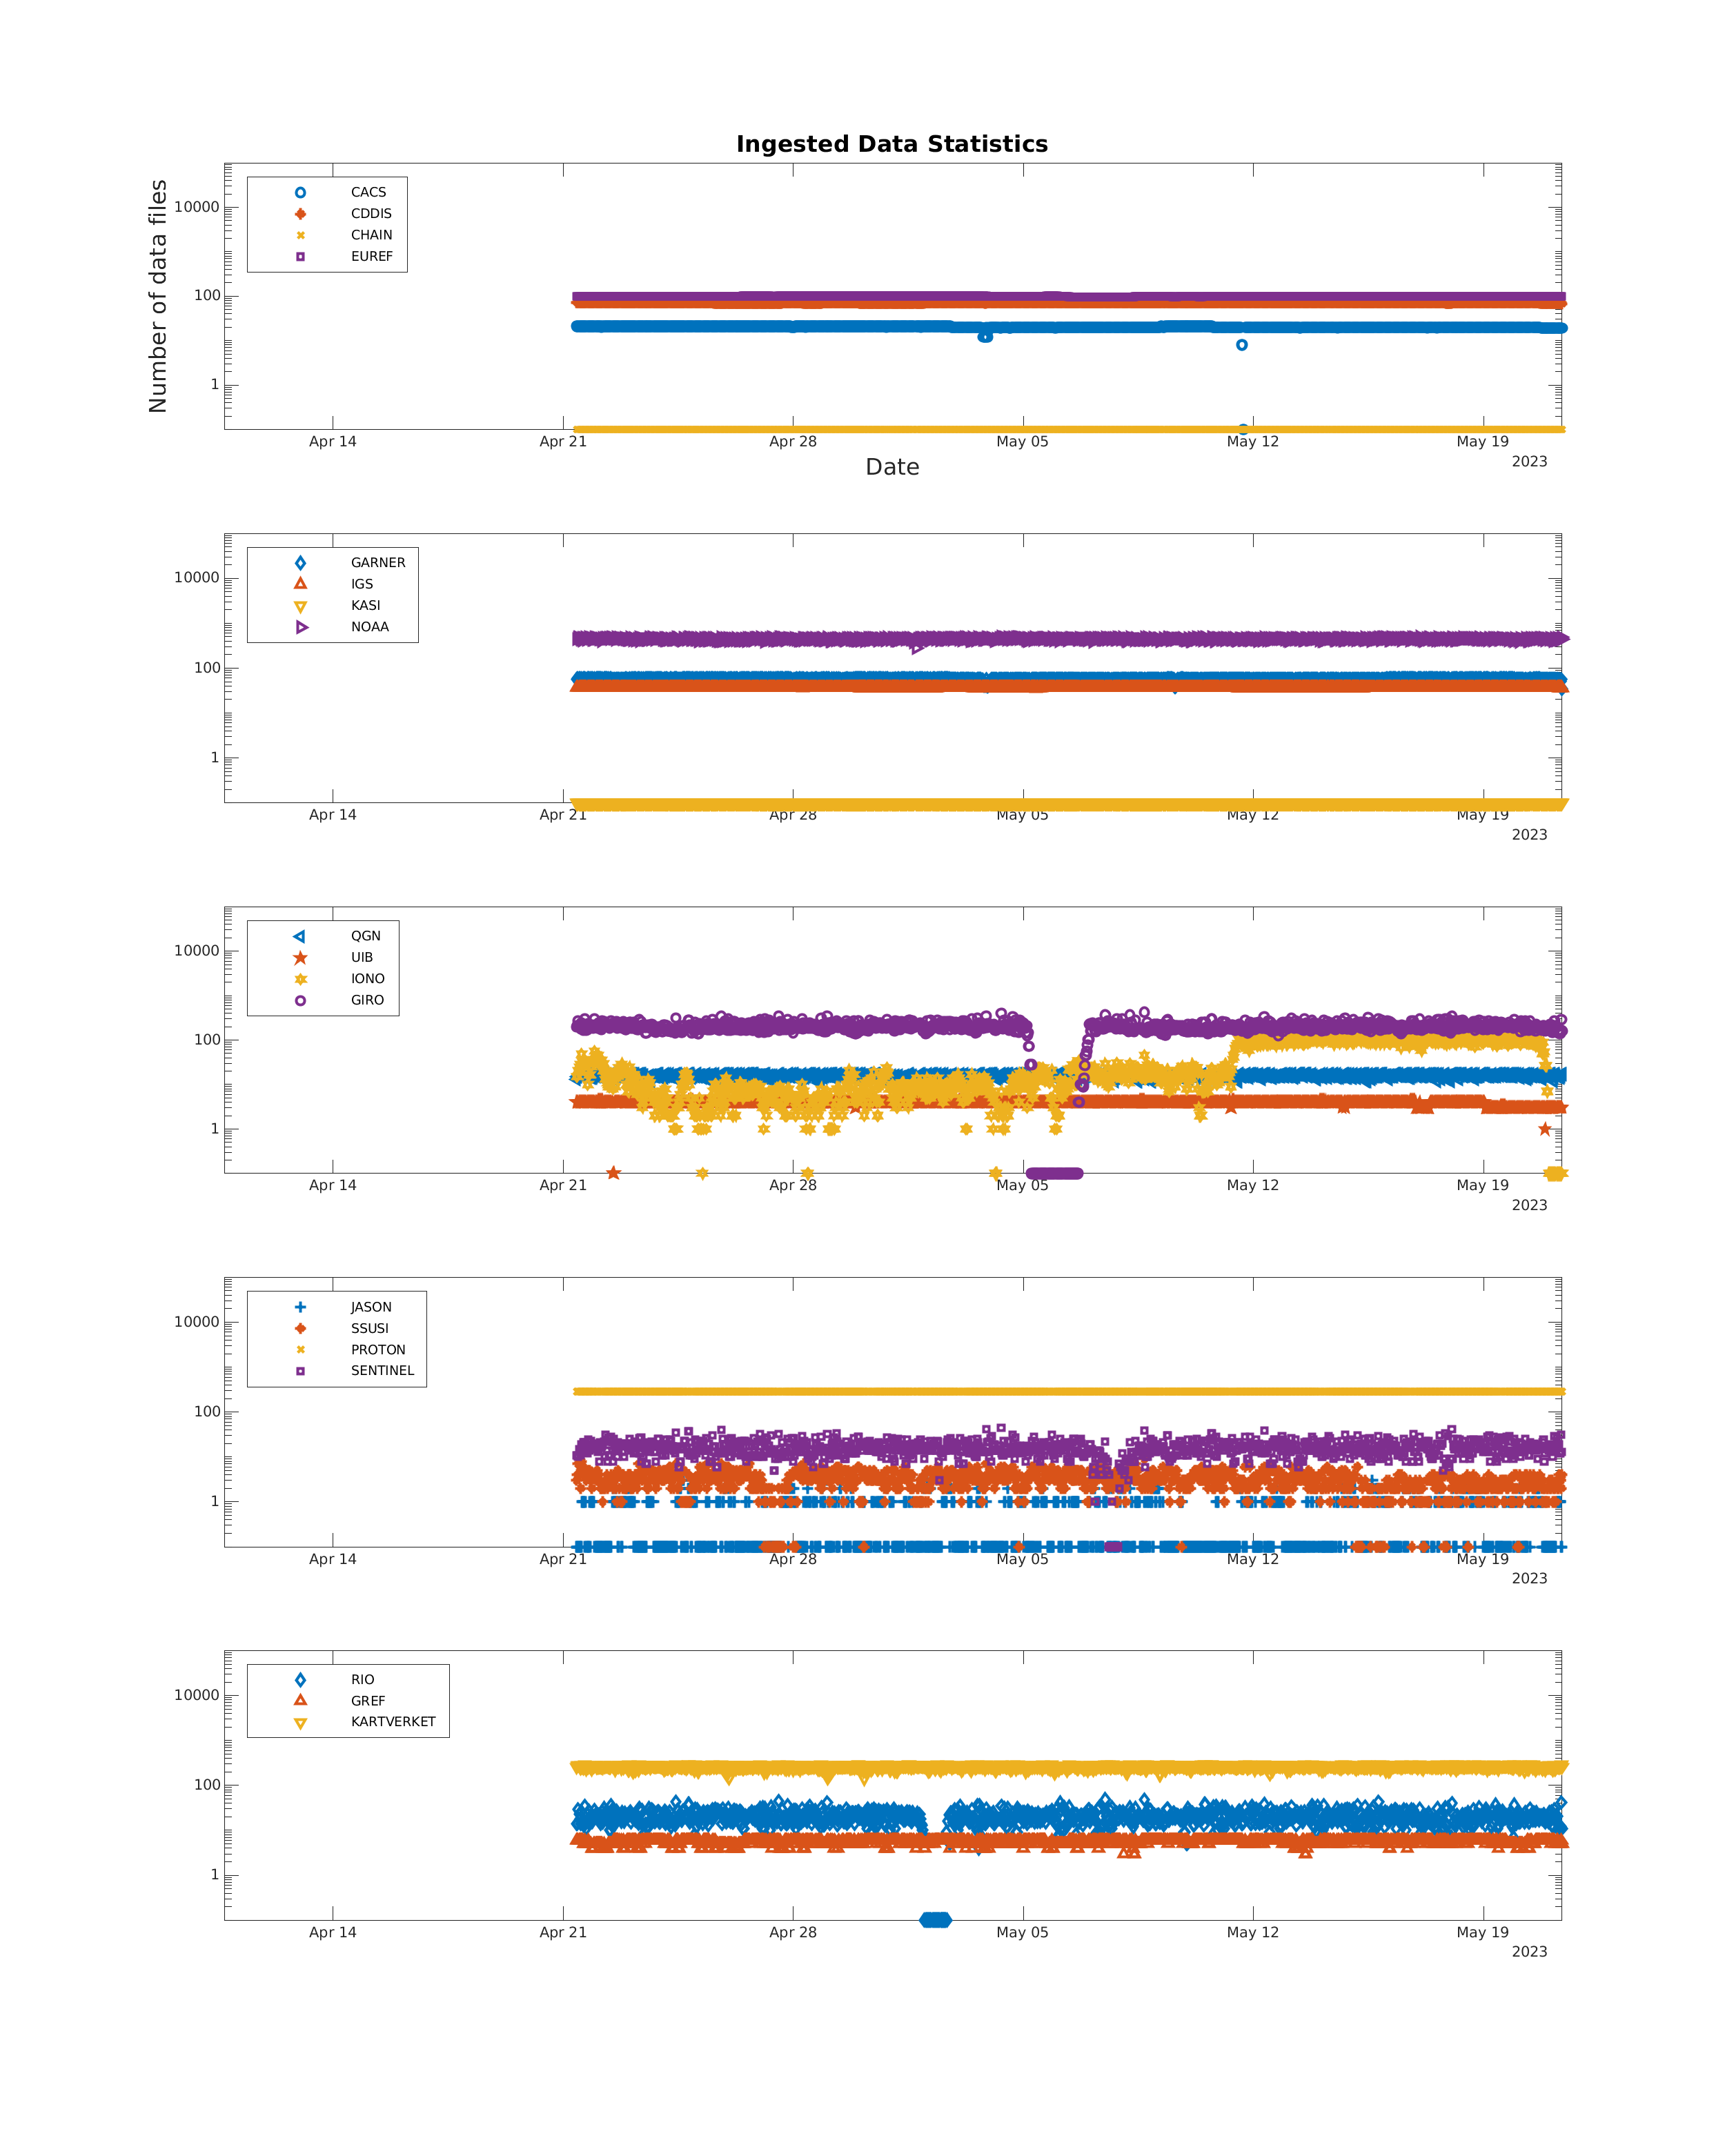 Ingested Data Statistics
Number of data files
CACS
CDDIS
CHAIN
EUREF
10000
100
1
Apr 14 Apr 21 Apr 28 May 05 May 12 May 19
2023
Date
GARNER
IGS
KASI
NOAA
10000
100
1
Apr 14 Apr 21 Apr 28 May 05 May 12 May 19
2023
QGN
UIB
IONO
GIRO
10000
100
1
Apr 14 Apr 21 Apr 28 May 05 May 12 May 19
2023
JASON
SSUSI
PROTON
SENTINEL
10000
100
1
Apr 14 Apr 21 Apr 28 May 05 May 12 May 19
2023
RIO
GREF
KARTVERKET
10000
100
1
Apr 14 Apr 21 Apr 28 May 05 May 12 May 19
2023